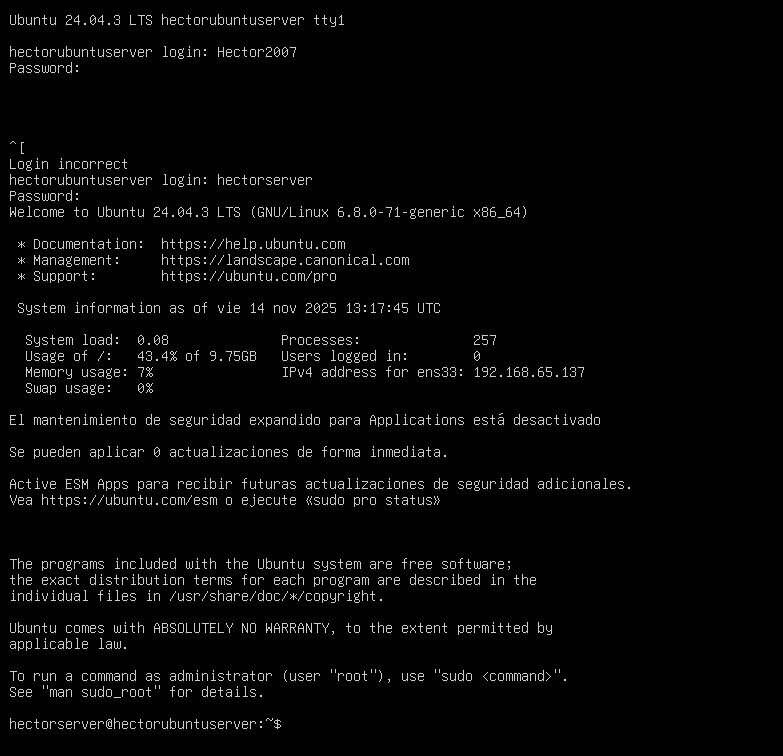 Ubuntu 24.04.3 LTS hectorubuntuserver tty1
hectorubuntuserver login: Hector2007
Password:
^[
Login incorrect
hectorubuntuserver login: hectorserver
Password:
Welcome to Ubuntu 24.04.3 LTS (GNU/Linux 6.8.0-71-generic x86_64)
* Documentation:  https://help.ubuntu.com
* Management:     https://landscape.canonical.com
* Support:        https://ubuntu.com/pro
System information as of vie 14 nov 2025 13:17:45 UTC
System load:  0.08              Processes:              257
Usage of /:   43.4% of 9.75GB   Users logged in:        0
Memory usage: 7%                IPv4 address for ens33: 192.168.65.137
Swap usage:   0%
El mantenimiento de seguridad expandido para Applications está desactivado
Se pueden aplicar 0 actualizaciones de forma inmediata.
Active ESM Apps para recibir futuras actualizaciones de seguridad adicionales.
Vea https://ubuntu.com/esm o ejecute «sudo pro status»
The programs included with the Ubuntu system are free software;
the exact distribution terms for each program are described in the
individual files in /usr/share/doc/*/copyright.
Ubuntu comes with ABSOLUTELY NO WARRANTY, to the extent permitted by
applicable law.
To run a command as administrator (user "root"), use "sudo <command>".
See "man sudo_root" for details.
hectorserver@hectorubuntuserver:~$